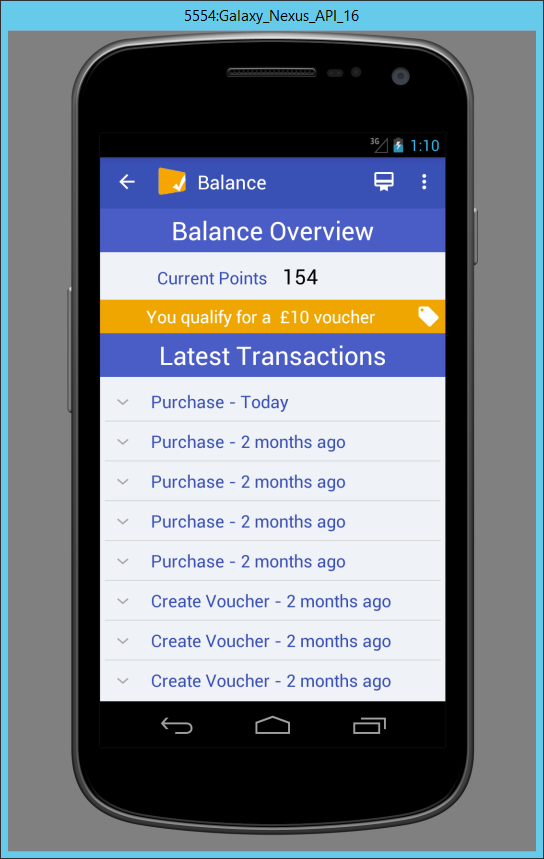 5554:Galaxy_Nexus_API_16
3G 1:10
Balance
Balance Overview
Current Points 154
You qualify for a £10 voucher
Latest Transactions
Purchase - Today
Purchase - 2 months ago
Purchase - 2 months ago
Purchase - 2 months ago
Purchase - 2 months ago
Create Voucher - 2 months ago
Create Voucher - 2 months ago
Create Voucher - 2 months ago